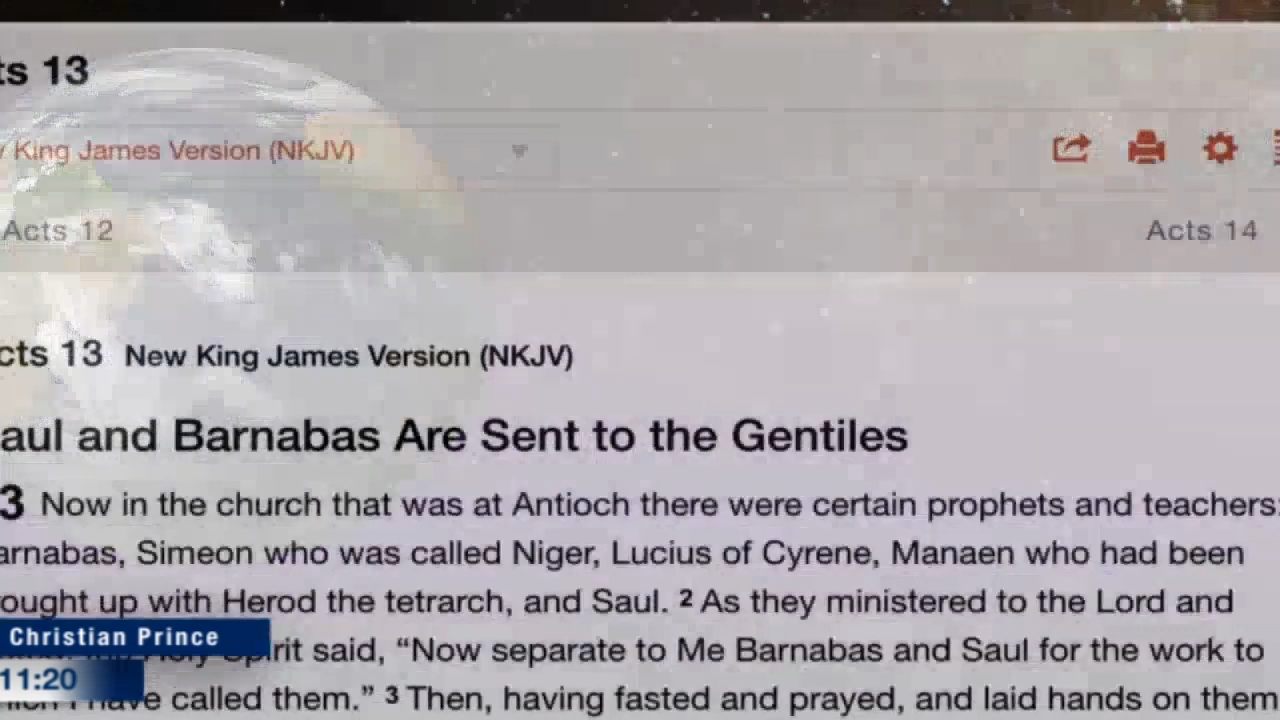 ts 13
King James Version (NKJV)
Acts 12
Acts 14
cts 13 New King James Version (NKJV)
aul and Barnabas Are Sent to the Gentiles
3 Now in the church that was at Antioch there were certain prophets and teachers:
arnabas, Simeon who was called Niger, Lucius of Cyrene, Manaen who had been
ought up with Herod the tetrarch, and Saul. 2 As they ministered to the Lord and
Christian Prince
Spirit said, “Now separate to Me Barnabas and Saul for the work to
11:20
have called them.” 3 Then, having fasted and prayed, and laid hands on them